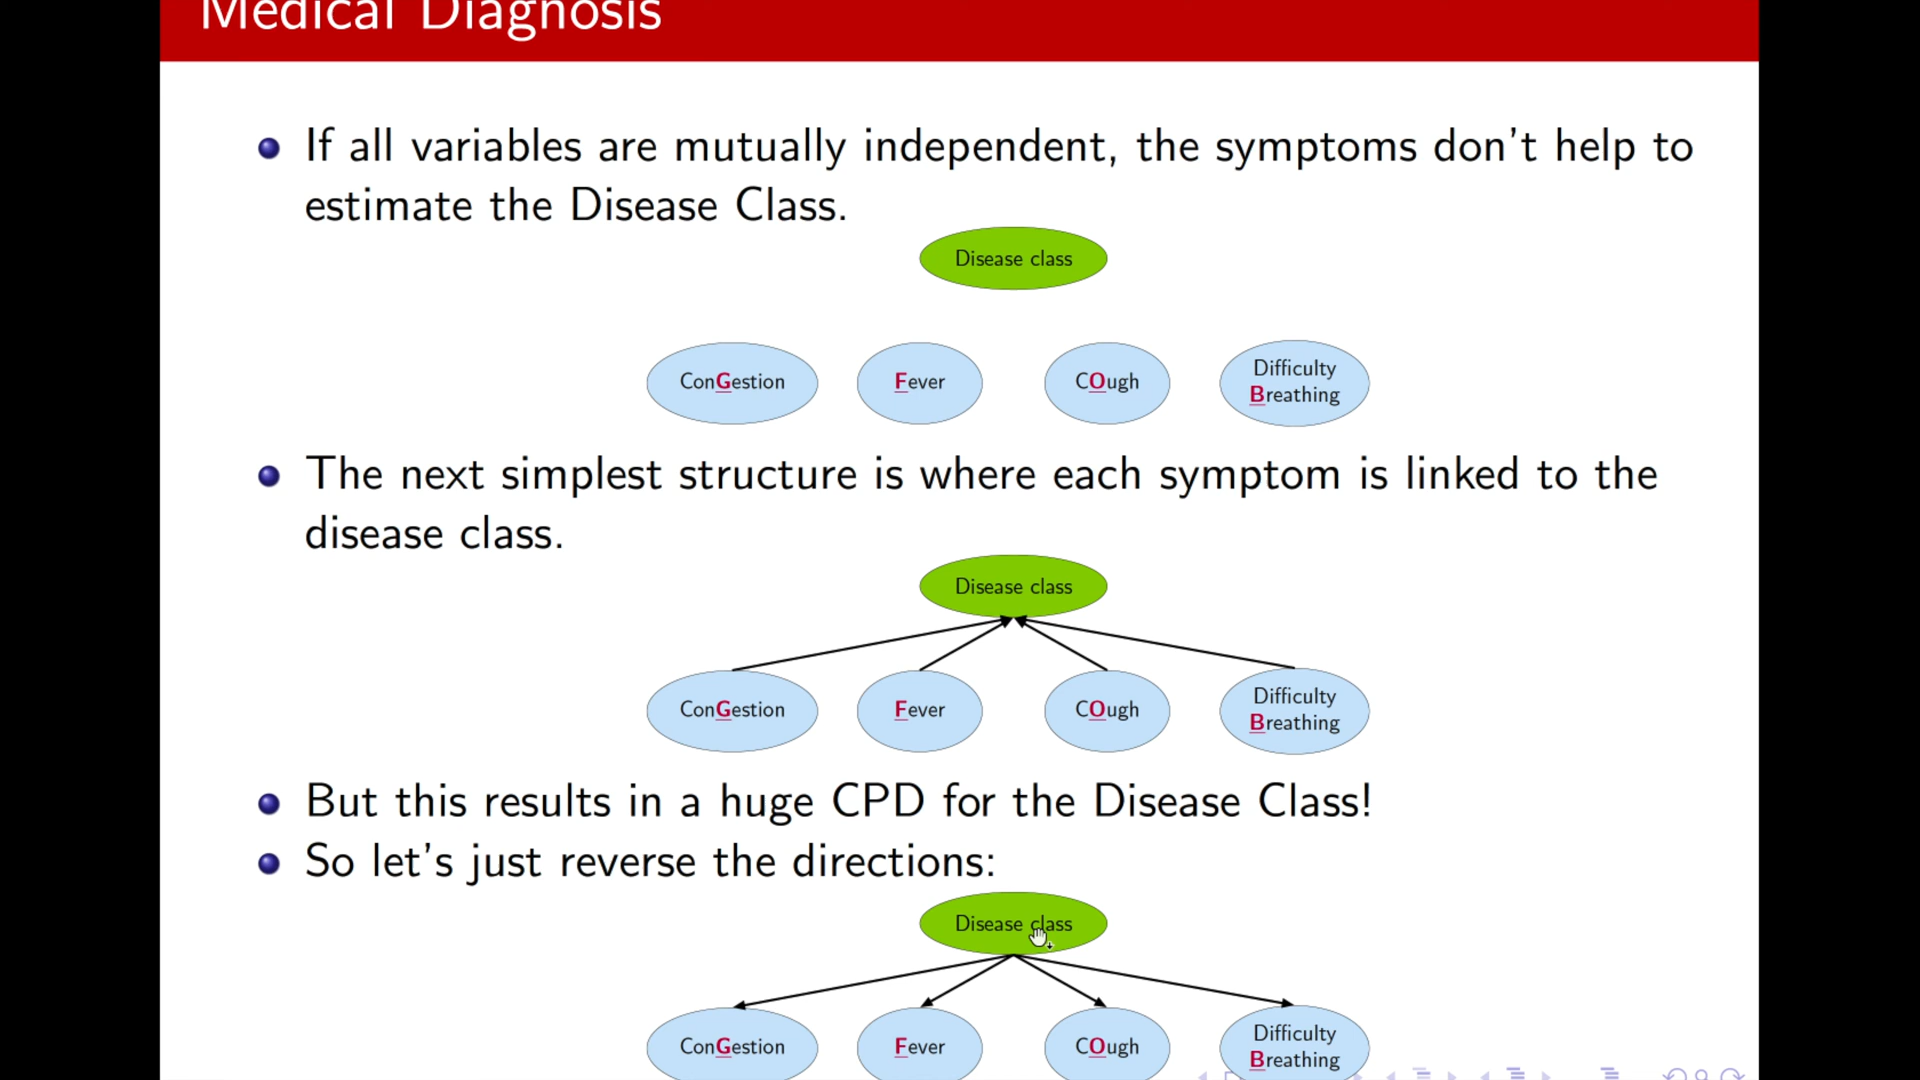 Medical Diagnosis
If all variables are mutually independent, the symptoms don't help to
estimate the Disease Class.
Disease class
ConGestion
Fever
COugh
Difficulty
Breathing
The next simplest structure is where each symptom is linked to the
disease class.
Disease class
ConGestion
Fever
COugh
Difficulty
Breathing
But this results in a huge CPD for the Disease Class!
So let's just reverse the directions:
Disease class
ConGestion
Fever
COugh
Difficulty
Breathing